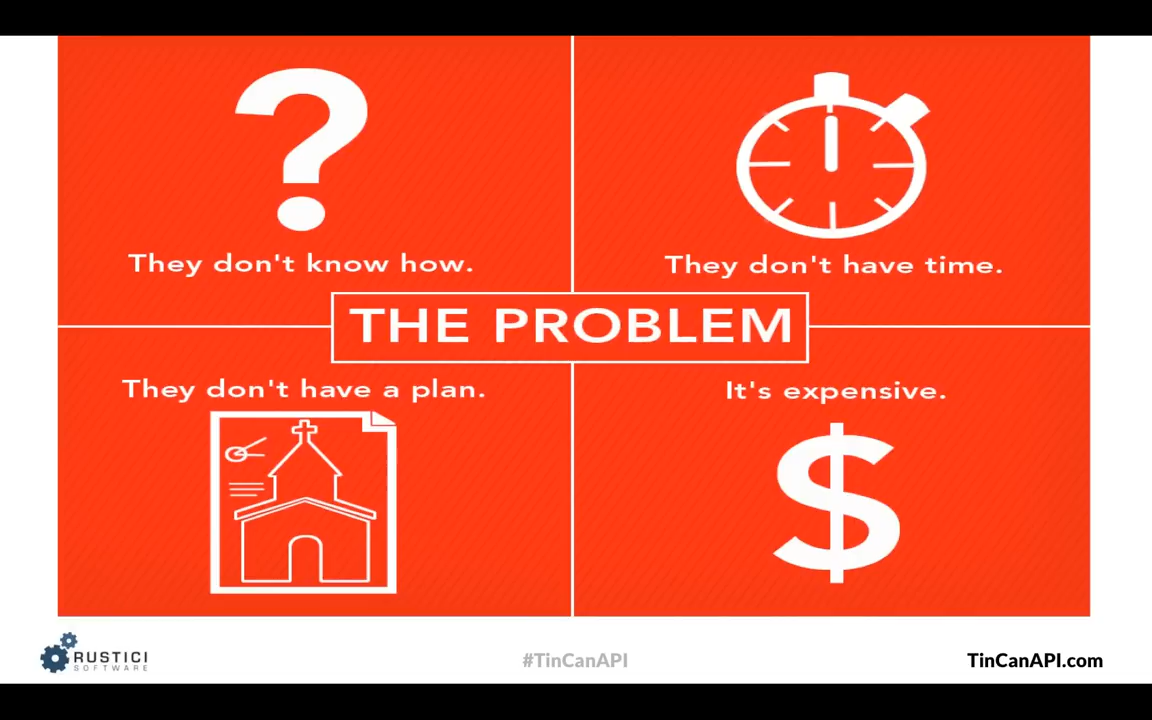 They don't know how.
They don't have time.
THE PROBLEM
They don't have a plan.
It's expensive.
$
RUSTICI
SOFTWARE
#TinCanAPI
TinCanAPI.com